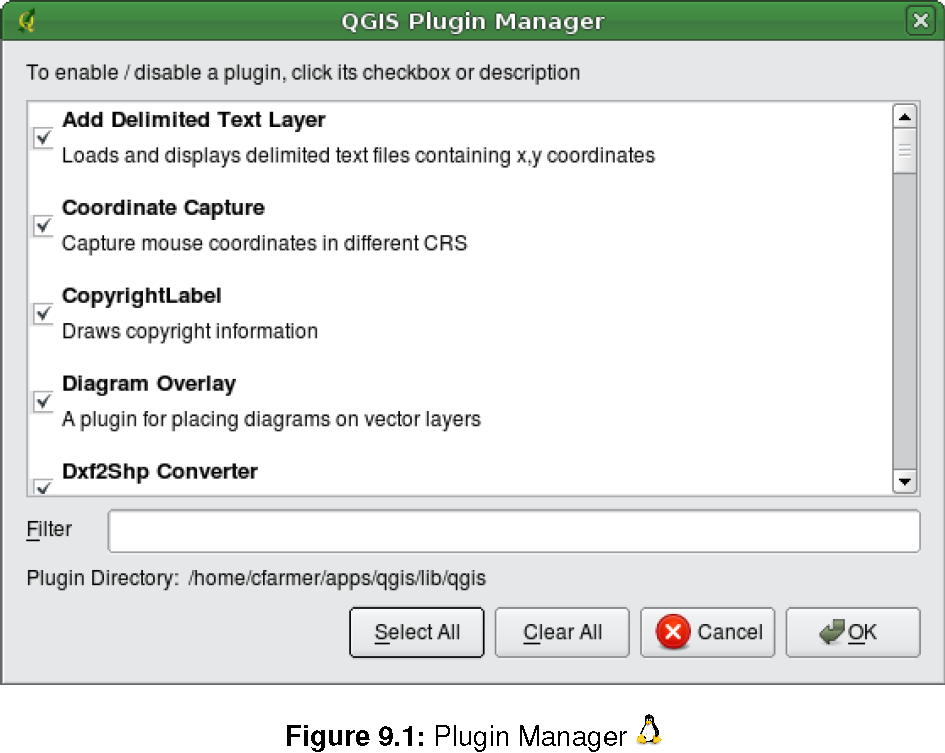 QGIS Plugin Manager
To enable / disable a plugin, click its checkbox or description
Add Delimited Text Layer
Loads and displays delimited text files containing x,y coordinates
Coordinate Capture
Capture mouse coordinates in different CRS
CopyrightLabel
Draws copyright information
Diagram Overlay
A plugin for placing diagrams on vector layers
Dxf2Shp Converter
Filter
Plugin Directory: /home/cfarmer/apps/qgis/lib/qgis
Select All Clear All Cancel OK
Figure 9.1: Plugin Manager